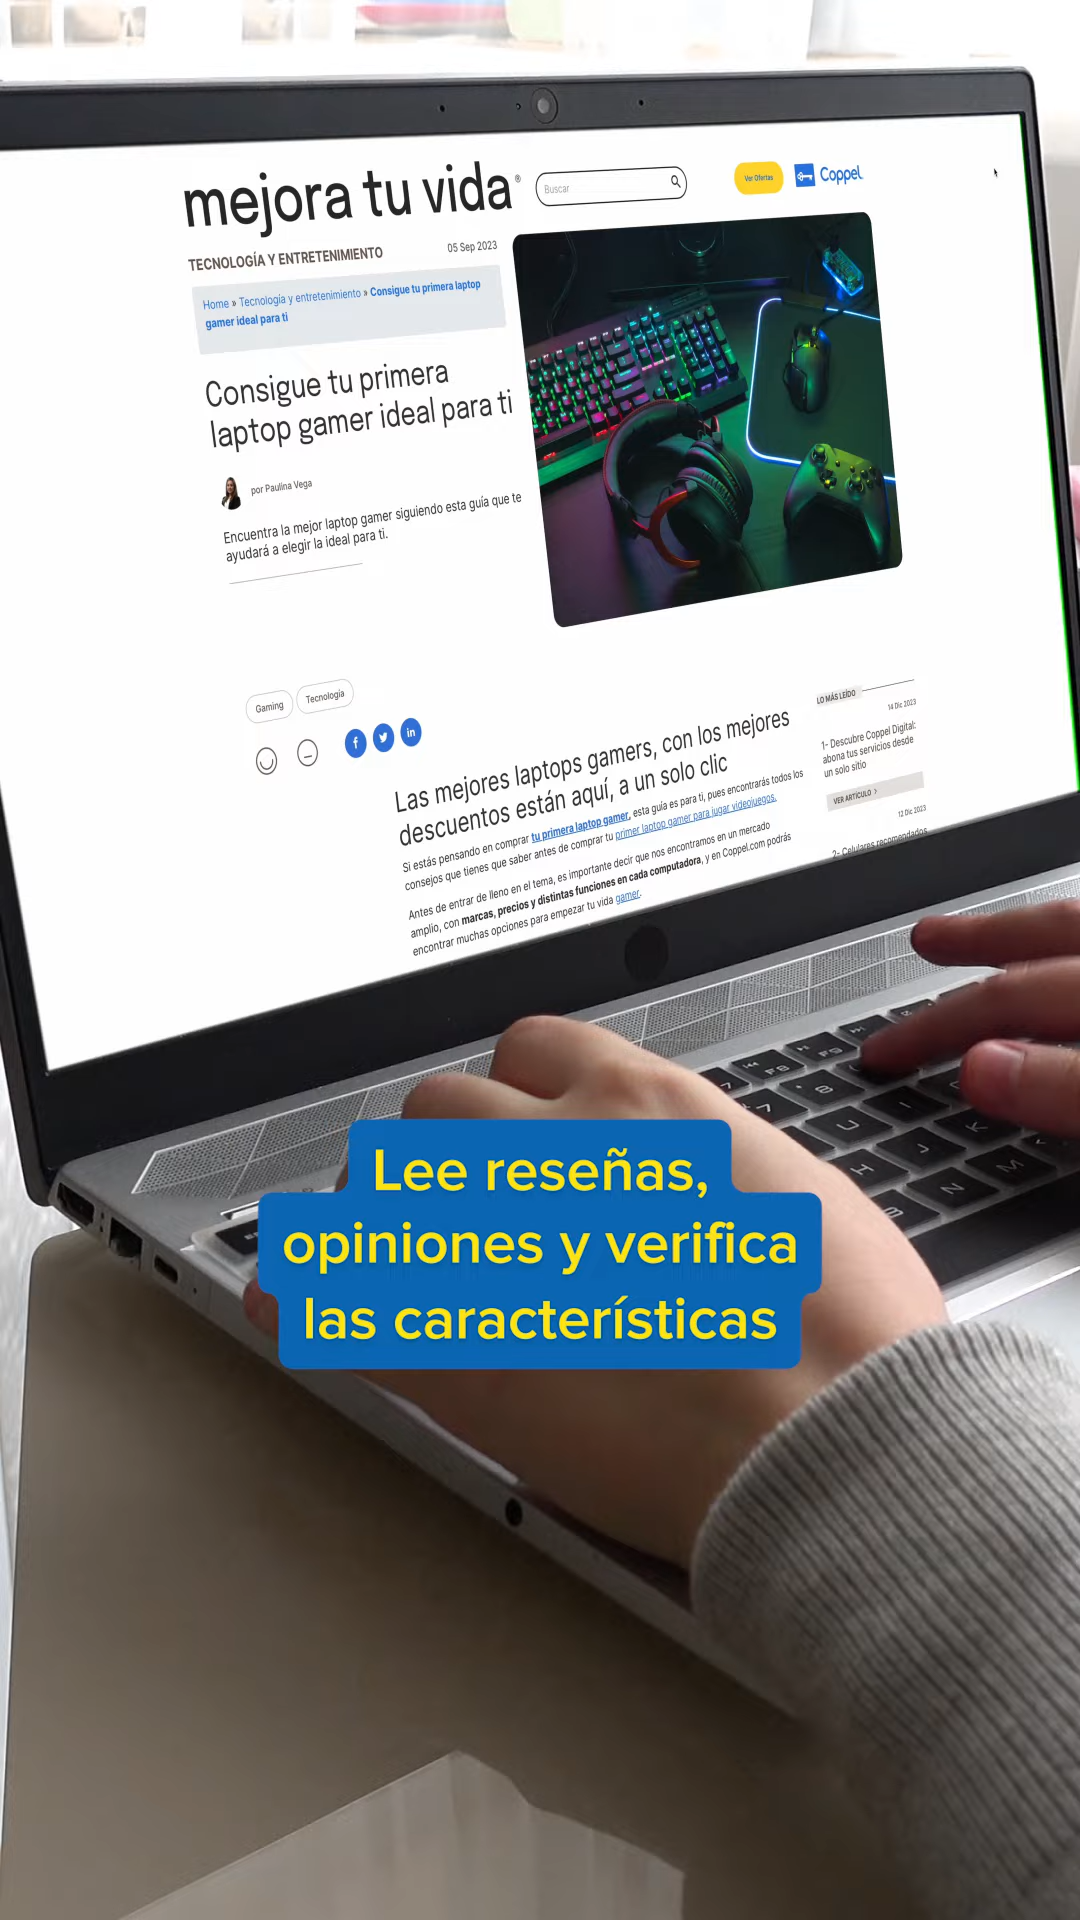 mejora tu vida®
Buscar
Ver Ofertas
Coppel
TECNOLOGÍA Y ENTRETENIMIENTO
05 Sep 2023
Home » Tecnología y entretenimiento » Consigue tu primera laptop
gamer ideal para ti
Consigue tu primera
laptop gamer ideal para ti
por Paulina Vega
Encuentra la mejor laptop gamer siguiendo esta guía que te
ayudará a elegir la ideal para ti.
Gaming
Tecnología
f
in
Las mejores laptops gamers, con los mejores
descuentos están aquí, a un solo clic
Si estás pensando en comprar tu primera laptop gamer, esta guía es para ti, pues encontrarás todos los
consejos que tienes que saber antes de comprar tu primer laptop gamer para jugar videojuegos.
Antes de entrar de lleno en el tema, es importante decir que nos encontramos en un mercado
amplio, con marcas, precios y distintas funciones en cada computadora, y en Coppel.com podrás
encontrar muchas opciones para empezar tu vida gamer.
LO MÁS LEÍDO
14 Dic 2023
1- Descubre Coppel Digital:
abona tus servicios desde
un solo sitio
VER ARTÍCULO >
12 Dic 2023
2- Celulares recomendados
F8
F9
7
8
U
I
H
J
K
N
M
Lee reseñas,
opiniones y verifica
las características